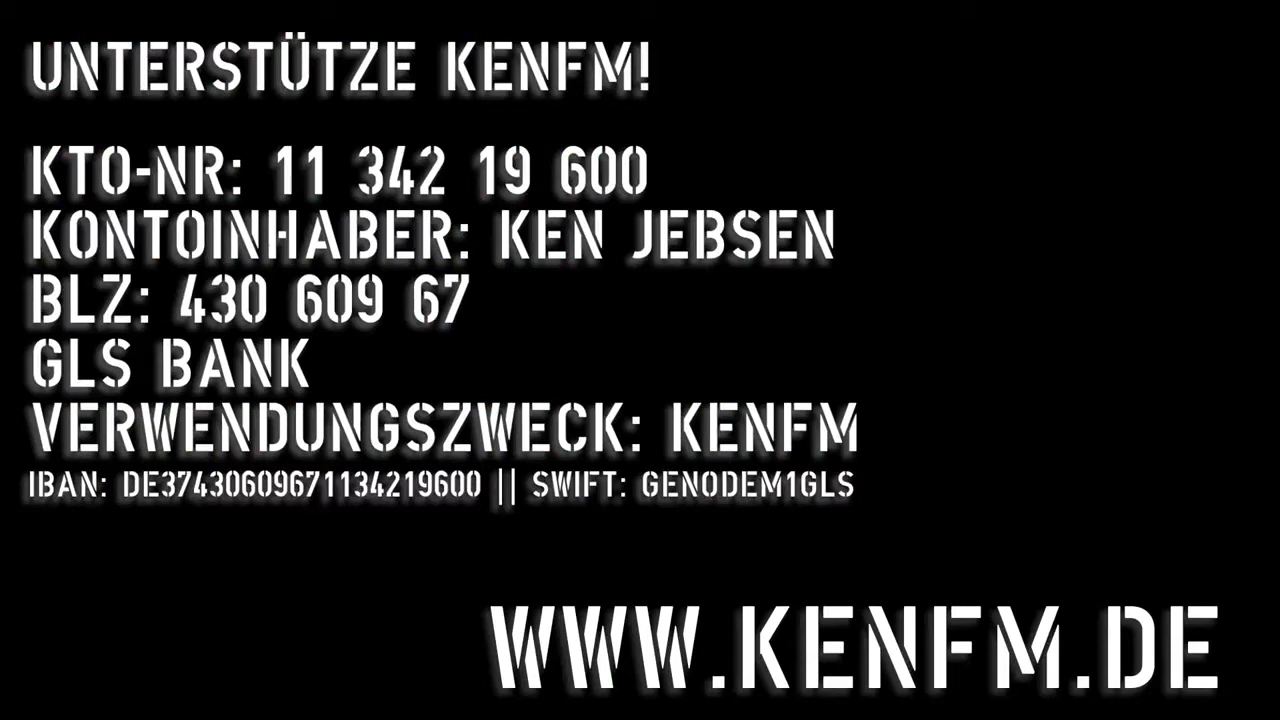 UNTERSTÜTZE KENFM!
KTO-NR: 11 342 19 600
KONTOINHABER: KEN JEBSEN
BLZ: 430 609 67
GLS BANK
VERWENDUNGSZWECK: KENFM
IBAN: DE37430609671134219600 || SWIFT: GENODEM1GLS
WWW.KENFM.DE